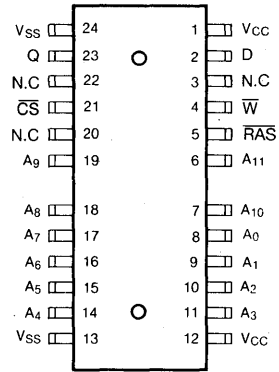 VSS 24 1 VCC
Q 23 2 D
N.C 22 3 N.C
C̅S̅ 21 4 W̅
N.C 20 5 R̅A̅S̅
A9 19 6 A11
A8 18 7 A10
A7 17 8 A0
A6 16 9 A1
A5 15 10 A2
A4 14 11 A3
VSS 13 12 VCC